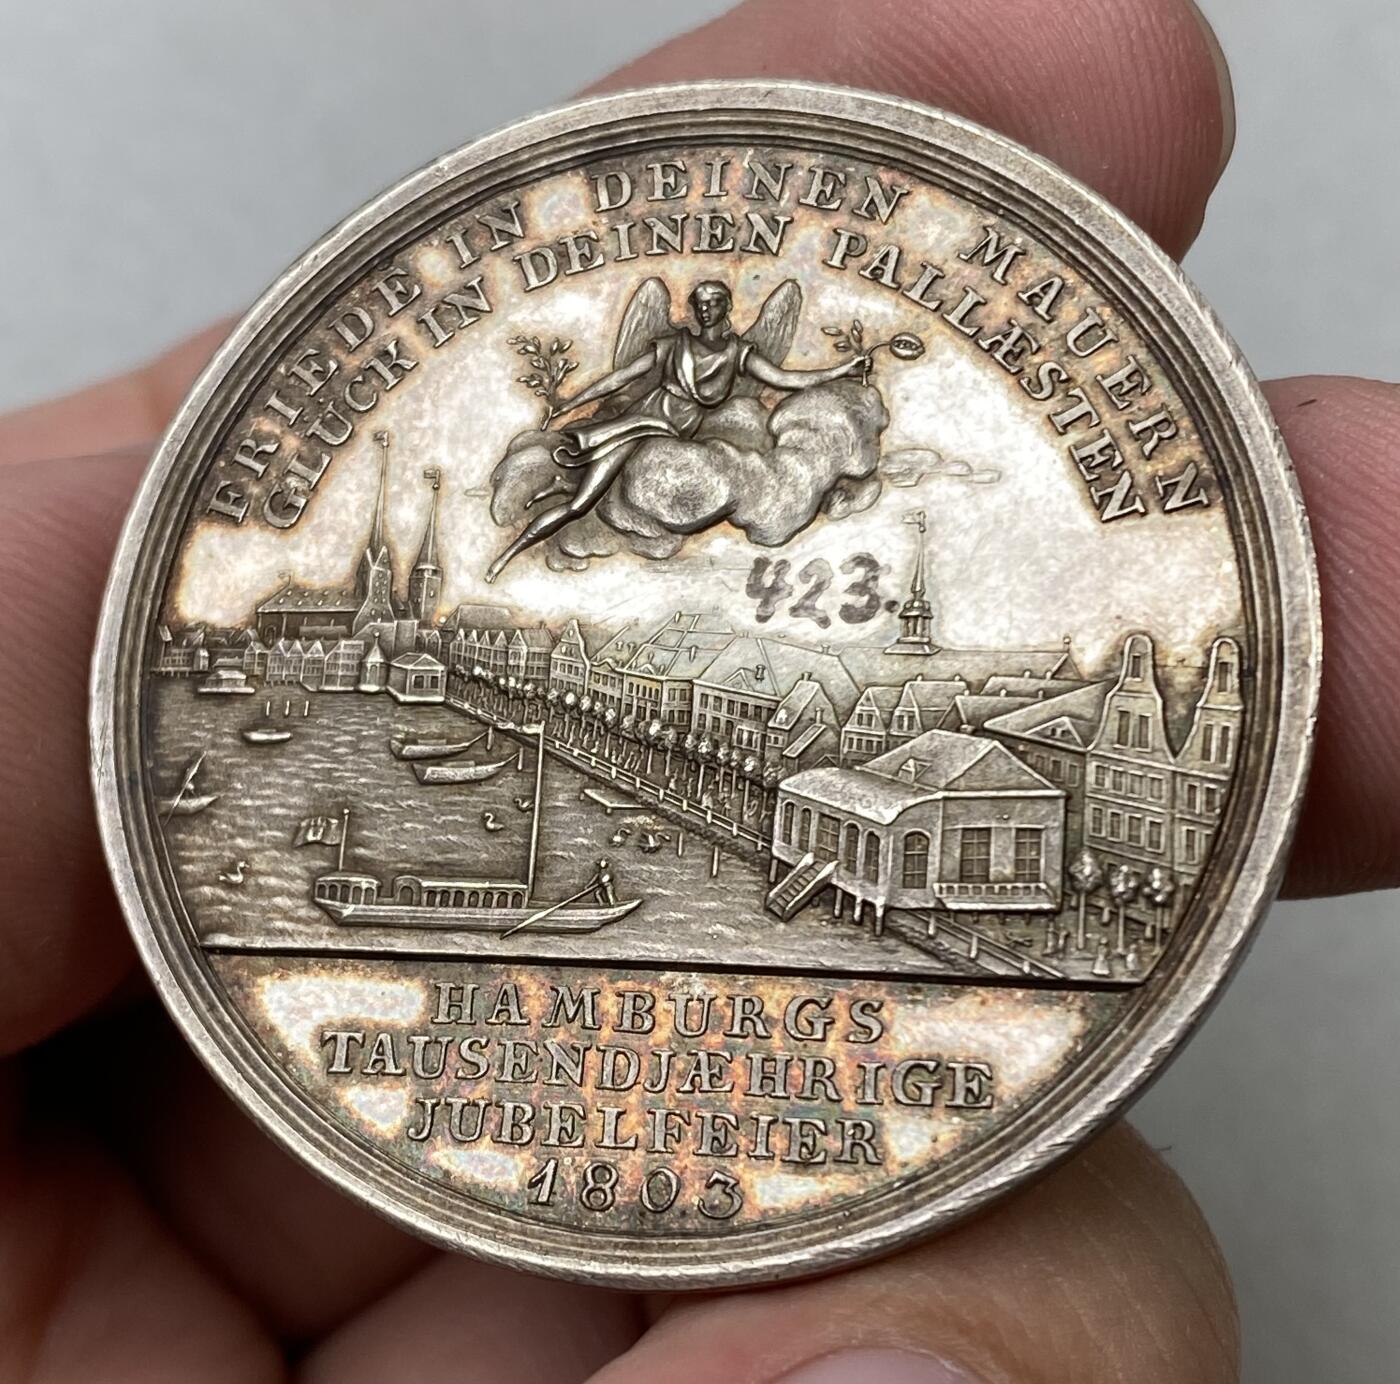 FRIEDE IN DEINEN MAUERN
GLÜCK IN DEINEN PALLÆSTEN
423.
HAMBURGS
TAUSENDJÆHRIGE
JUBELFEIER
1803